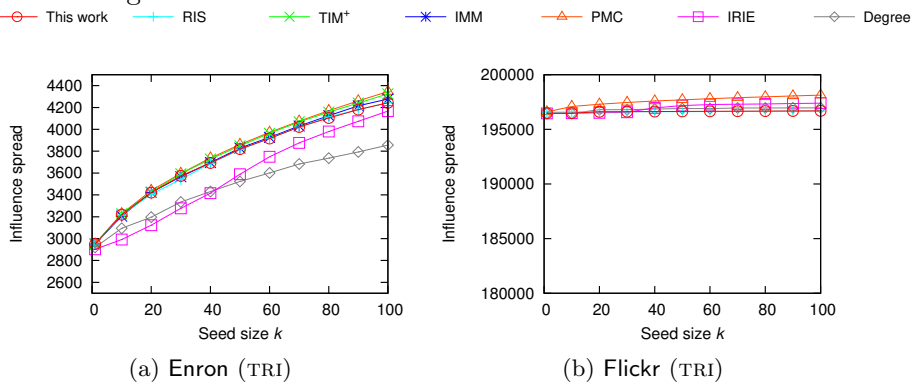 This work RIS TIM+ IMM PMC IRIE Degree
Influence spread
4400
4200
4000
3800
3600
3400
3200
3000
2800
2600
0 20 40 60 80 100
Seed size k
(a) Enron (TRI)
Influence spread
200000
195000
190000
185000
180000
0 20 40 60 80 100
Seed size k
(b) Flickr (TRI)